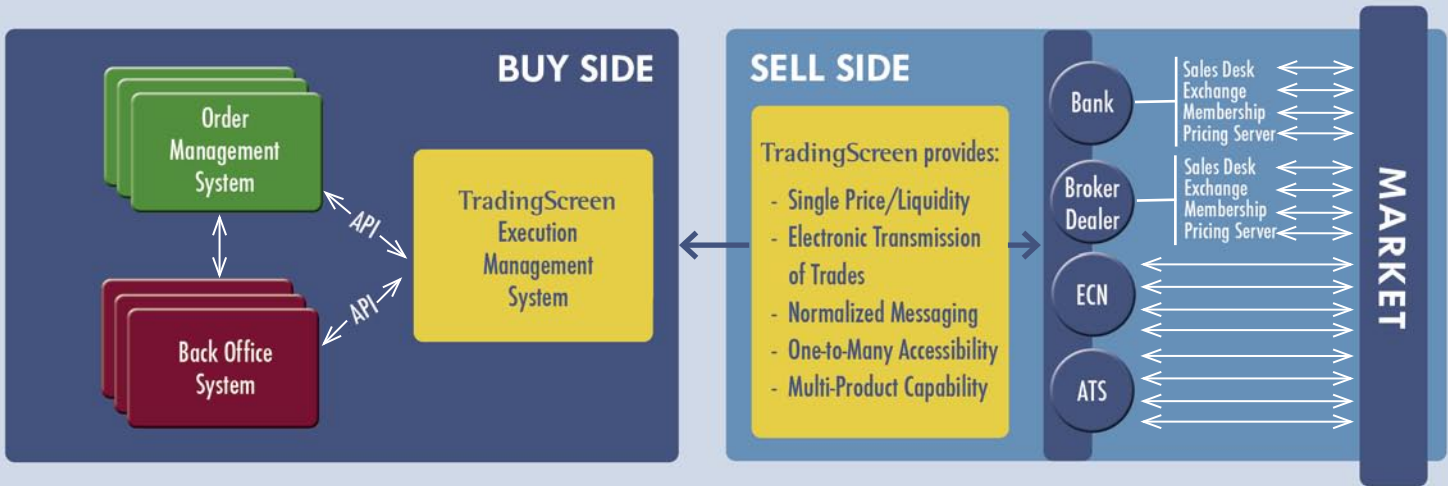 BUY SIDE
Order
Management
System
API
API
Back Office
System
TradingScreen
Execution
Management
System
SELL SIDE
TradingScreen provides:
- Single Price/Liquidity
- Electronic Transmission
of Trades
- Normalized Messaging
- One-to-Many Accessibility
- Multi-Product Capability
Bank
Sales Desk
Exchange
Membership
Pricing Server
Broker
Dealer
Sales Desk
Exchange
Membership
Pricing Server
ECN
ATS
MARKET